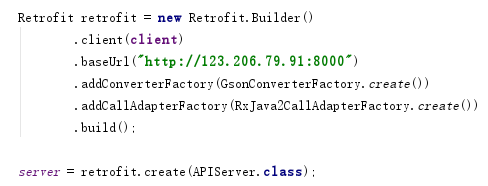 Retrofit retrofit = new Retrofit.Builder()
.client(client)
.baseUrl("http://123.206.79.91:8000")
.addConverterFactory(GsonConverterFactory.create())
.addCallAdapterFactory(RxJava2CallAdapterFactory.create())
.build();
server = retrofit.create(APIServer.class);